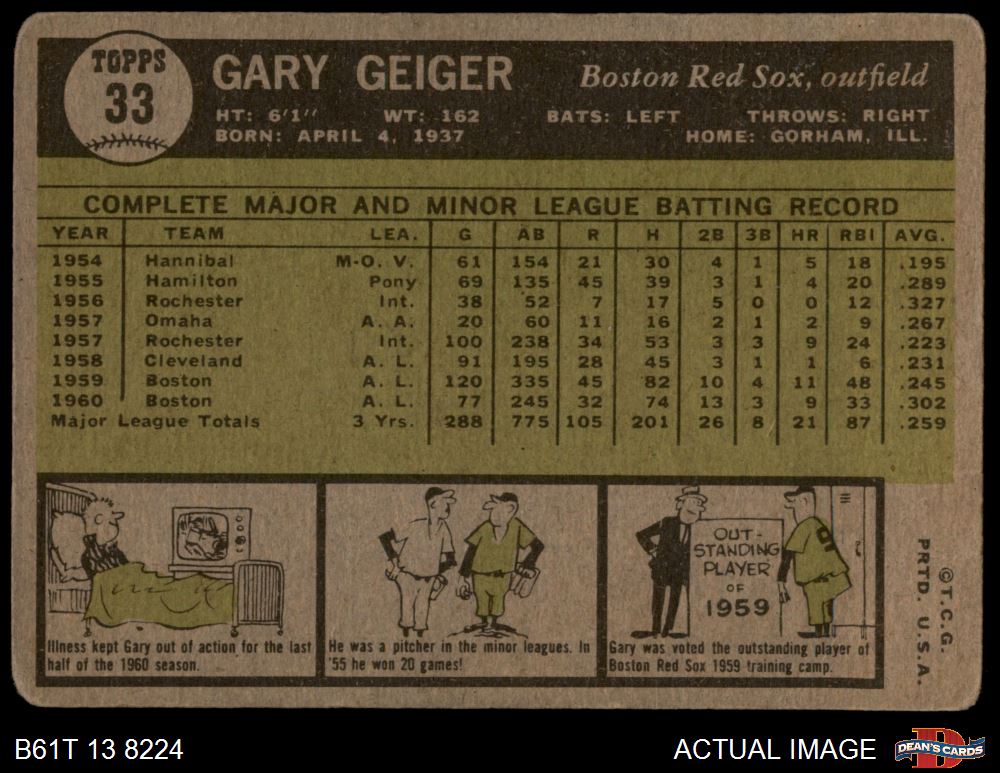 TOPPS
33
GARY GEIGER Boston Red Sox, outfield
HT: 6'1" WT: 162 BATS: LEFT THROWS: RIGHT
BORN: APRIL 4, 1937 HOME: GORHAM, ILL.
COMPLETE MAJOR AND MINOR LEAGUE BATTING RECORD
YEAR TEAM LEA. G AB R H 2B 3B HR RBI AVG.
1954 Hannibal M-O. V. 61 154 21 30 4 1 5 18 .195
1955 Hamilton Pony 69 135 45 39 3 1 4 20 .289
1956 Rochester Int. 38 52 7 17 5 0 0 12 .327
1957 Omaha A. A. 20 60 11 16 2 1 2 9 .267
1957 Rochester Int. 100 238 34 53 3 3 9 24 .223
1958 Cleveland A. L. 91 195 28 45 3 1 1 6 .231
1959 Boston A. L. 120 335 45 82 10 4 11 48 .245
1960 Boston A. L. 77 245 32 74 13 3 9 33 .302
Major League Totals 3 Yrs. 288 775 105 201 26 8 21 87 .259
Illness kept Gary out of action for the last
half of the 1960 season.
He was a pitcher in the minor leagues. In
'55 he won 20 games!
OUT-
STANDING
PLAYER
OF
1959
Gary was voted the outstanding player of
Boston Red Sox 1959 training camp.
©T.C.G.
PRTD. U.S.A.
B61T 13 8224
ACTUAL IMAGE
DEAN'S CARDS